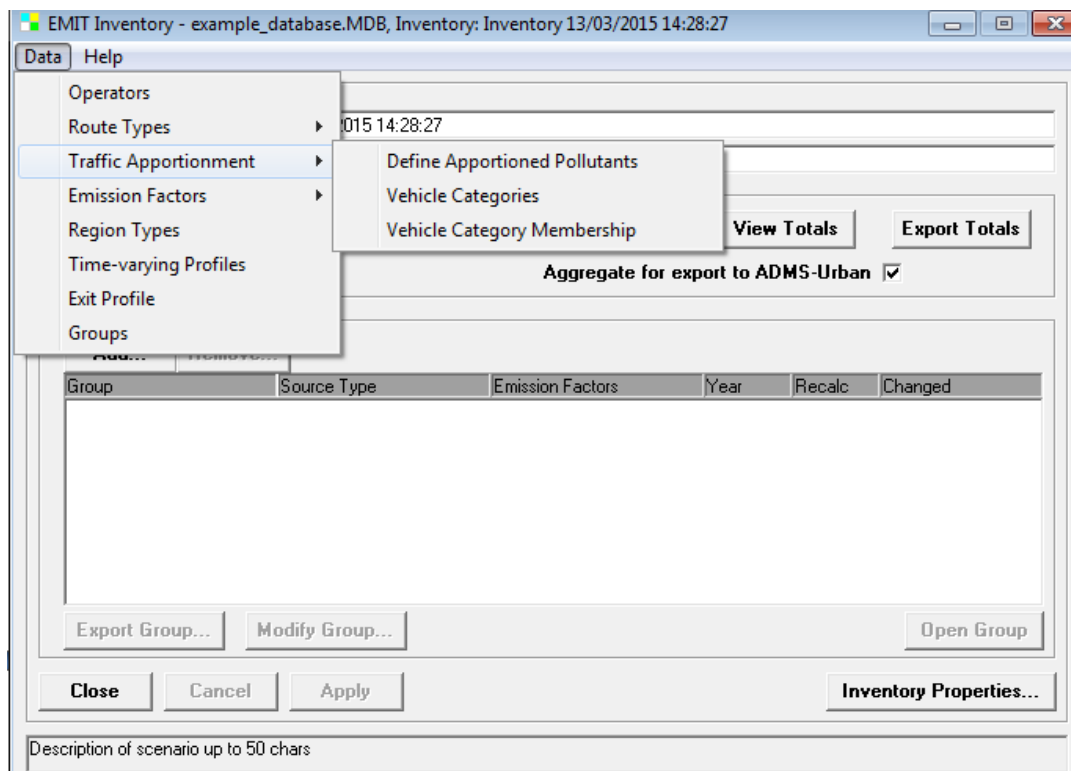 EMIT Inventory - example_database.MDB, Inventory: Inventory 13/03/2015 14:28:27
Data Help
Operators
Route Types
2015 14:28:27
Traffic Apportionment
Define Apportioned Pollutants
Emission Factors
Vehicle Categories
Region Types
Vehicle Category Membership
View Totals
Export Totals
Time-varying Profiles
Aggregate for export to ADMS-Urban
Exit Profile
Groups
Add... Remove...
Group Source Type Emission Factors Year Recalc Changed
Export Group... Modify Group... Open Group
Close Cancel Apply Inventory Properties...
Description of scenario up to 50 chars